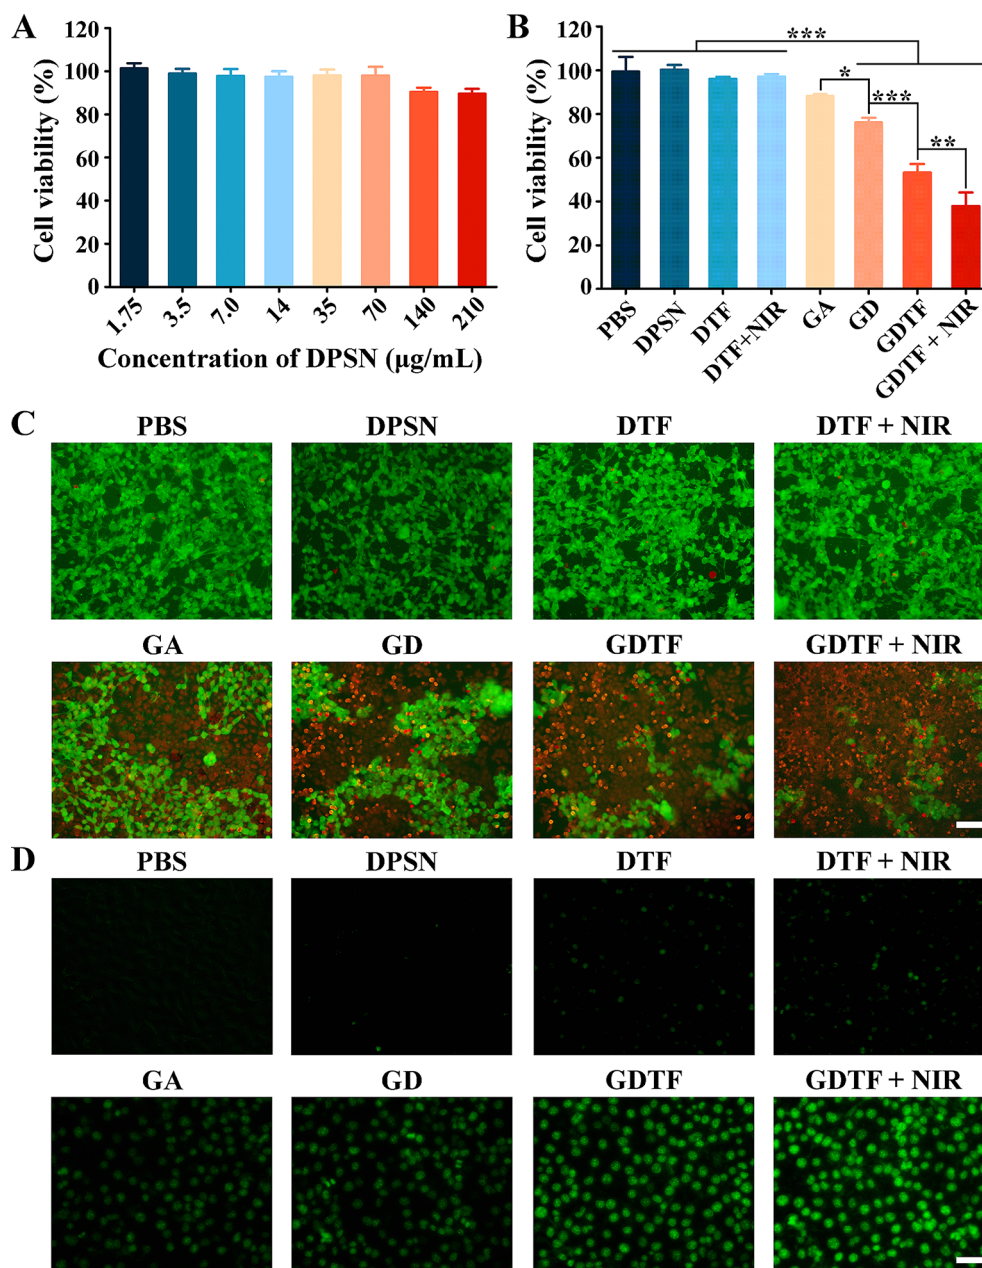 A
120
100
80
60
40
20
0
Cell viability (%)
1.75
3.5
7.0
14
35
70
140
210
Concentration of DPSN (μg/mL)
B
120
100
80
60
40
20
0
Cell viability (%)
***
*
***
**
PBS
DPSN
DTF
DTF+NIR
GA
GD
GDTF
GDTF + NIR
C
PBS
DPSN
DTF
DTF + NIR
GA
GD
GDTF
GDTF + NIR
D
PBS
DPSN
DTF
DTF + NIR
GA
GD
GDTF
GDTF + NIR